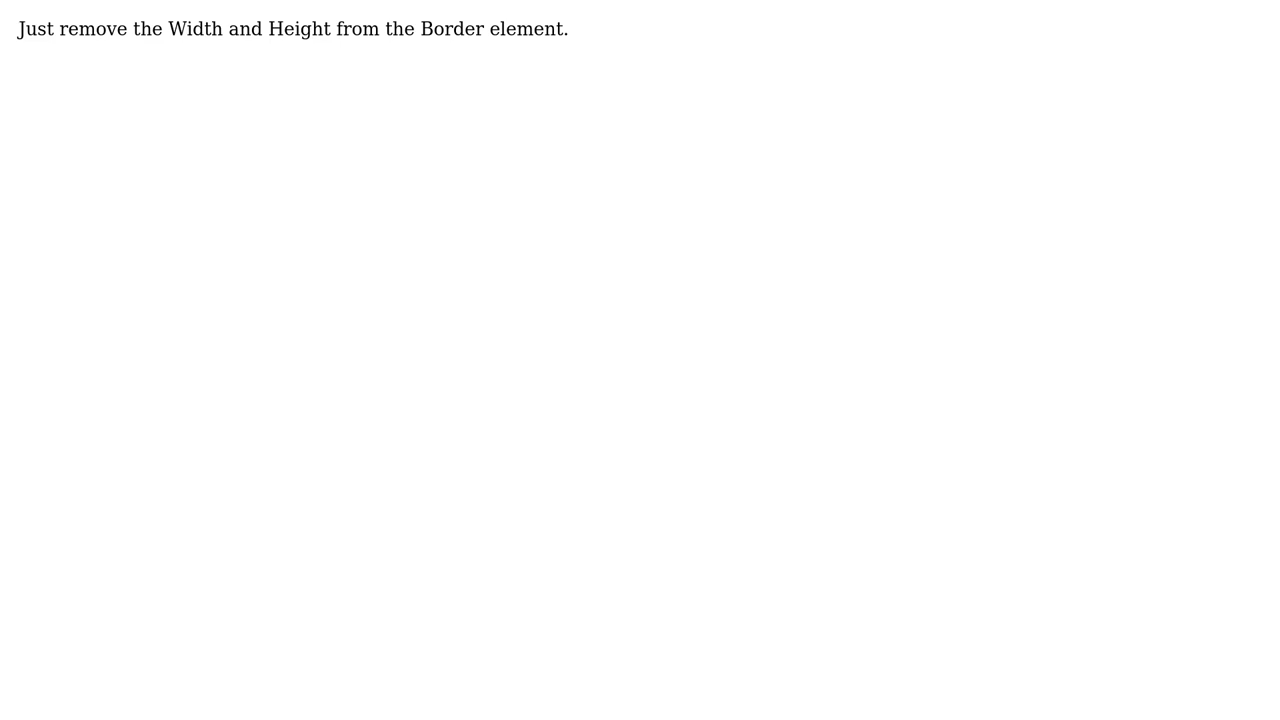 Just remove the Width and Height from the Border element.